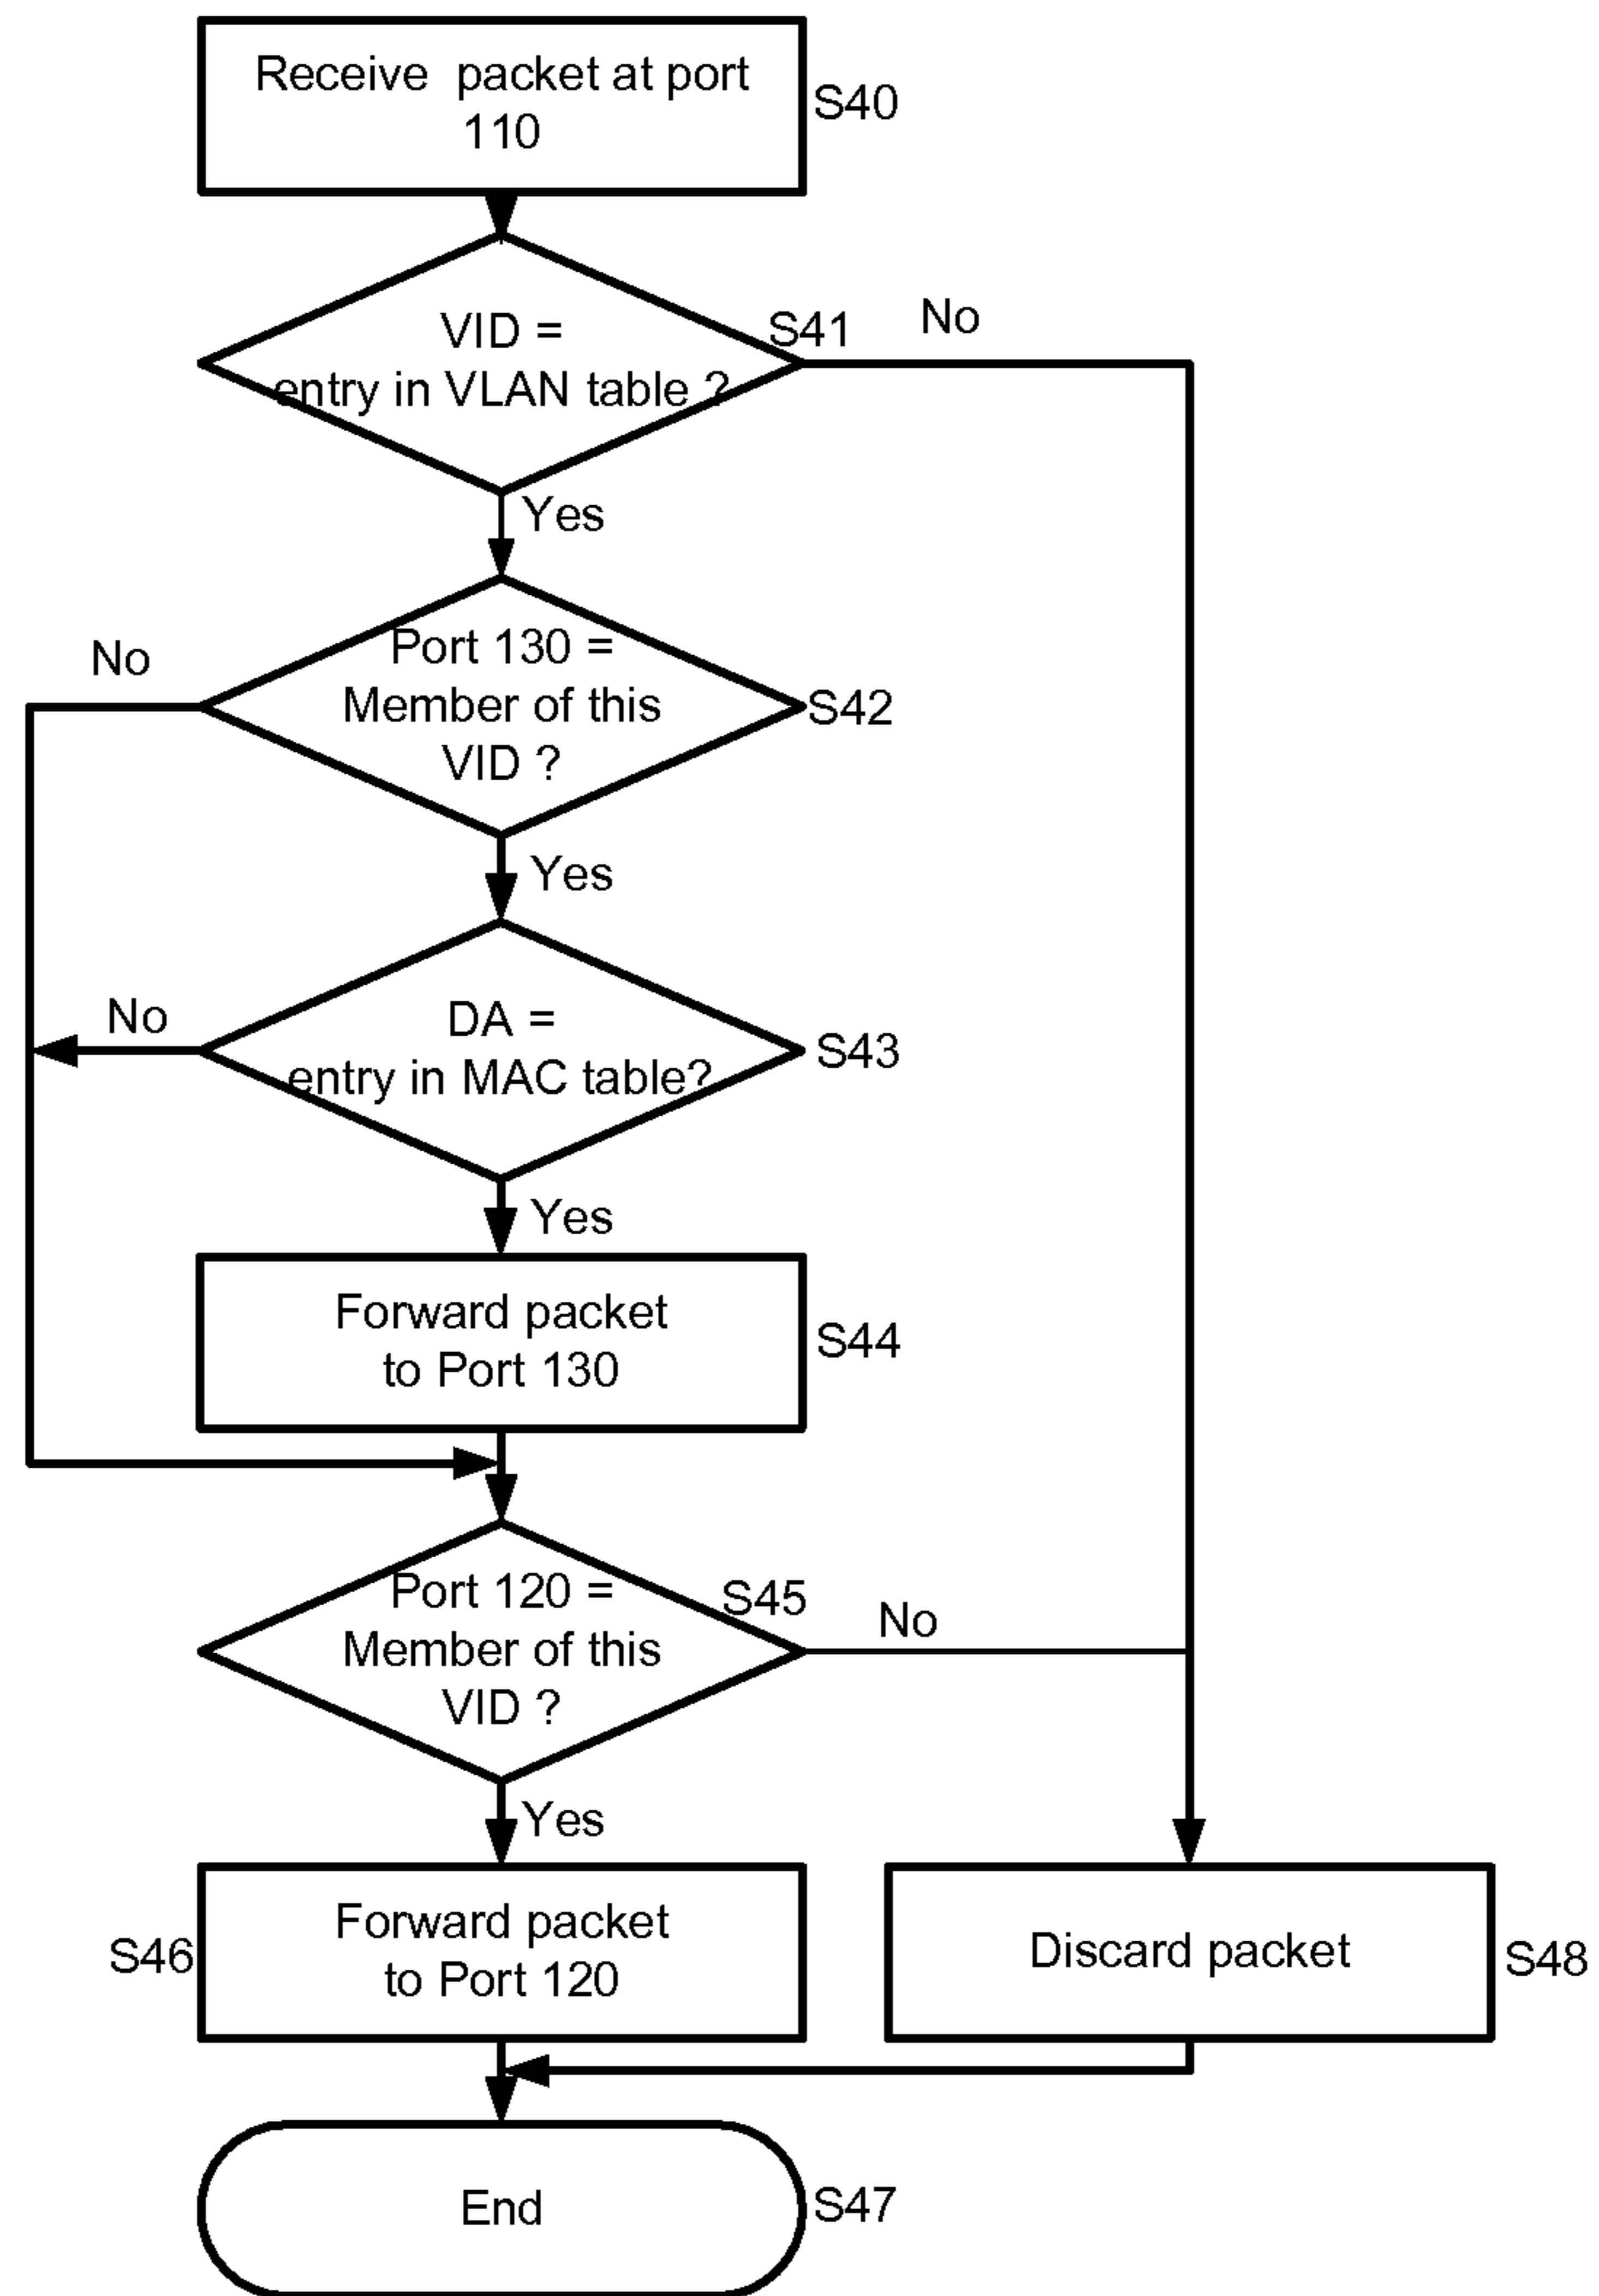 Receive packet at port
110
S40
VID =
entry in VLAN table ?
S41
No
Yes
Port 130 =
Member of this
VID ?
S42
No
Yes
DA =
entry in MAC table?
S43
No
Yes
Forward packet
to Port 130
S44
Port 120 =
Member of this
VID ?
S45
No
Yes
Forward packet
to Port 120
S46
Discard packet
S48
End
S47